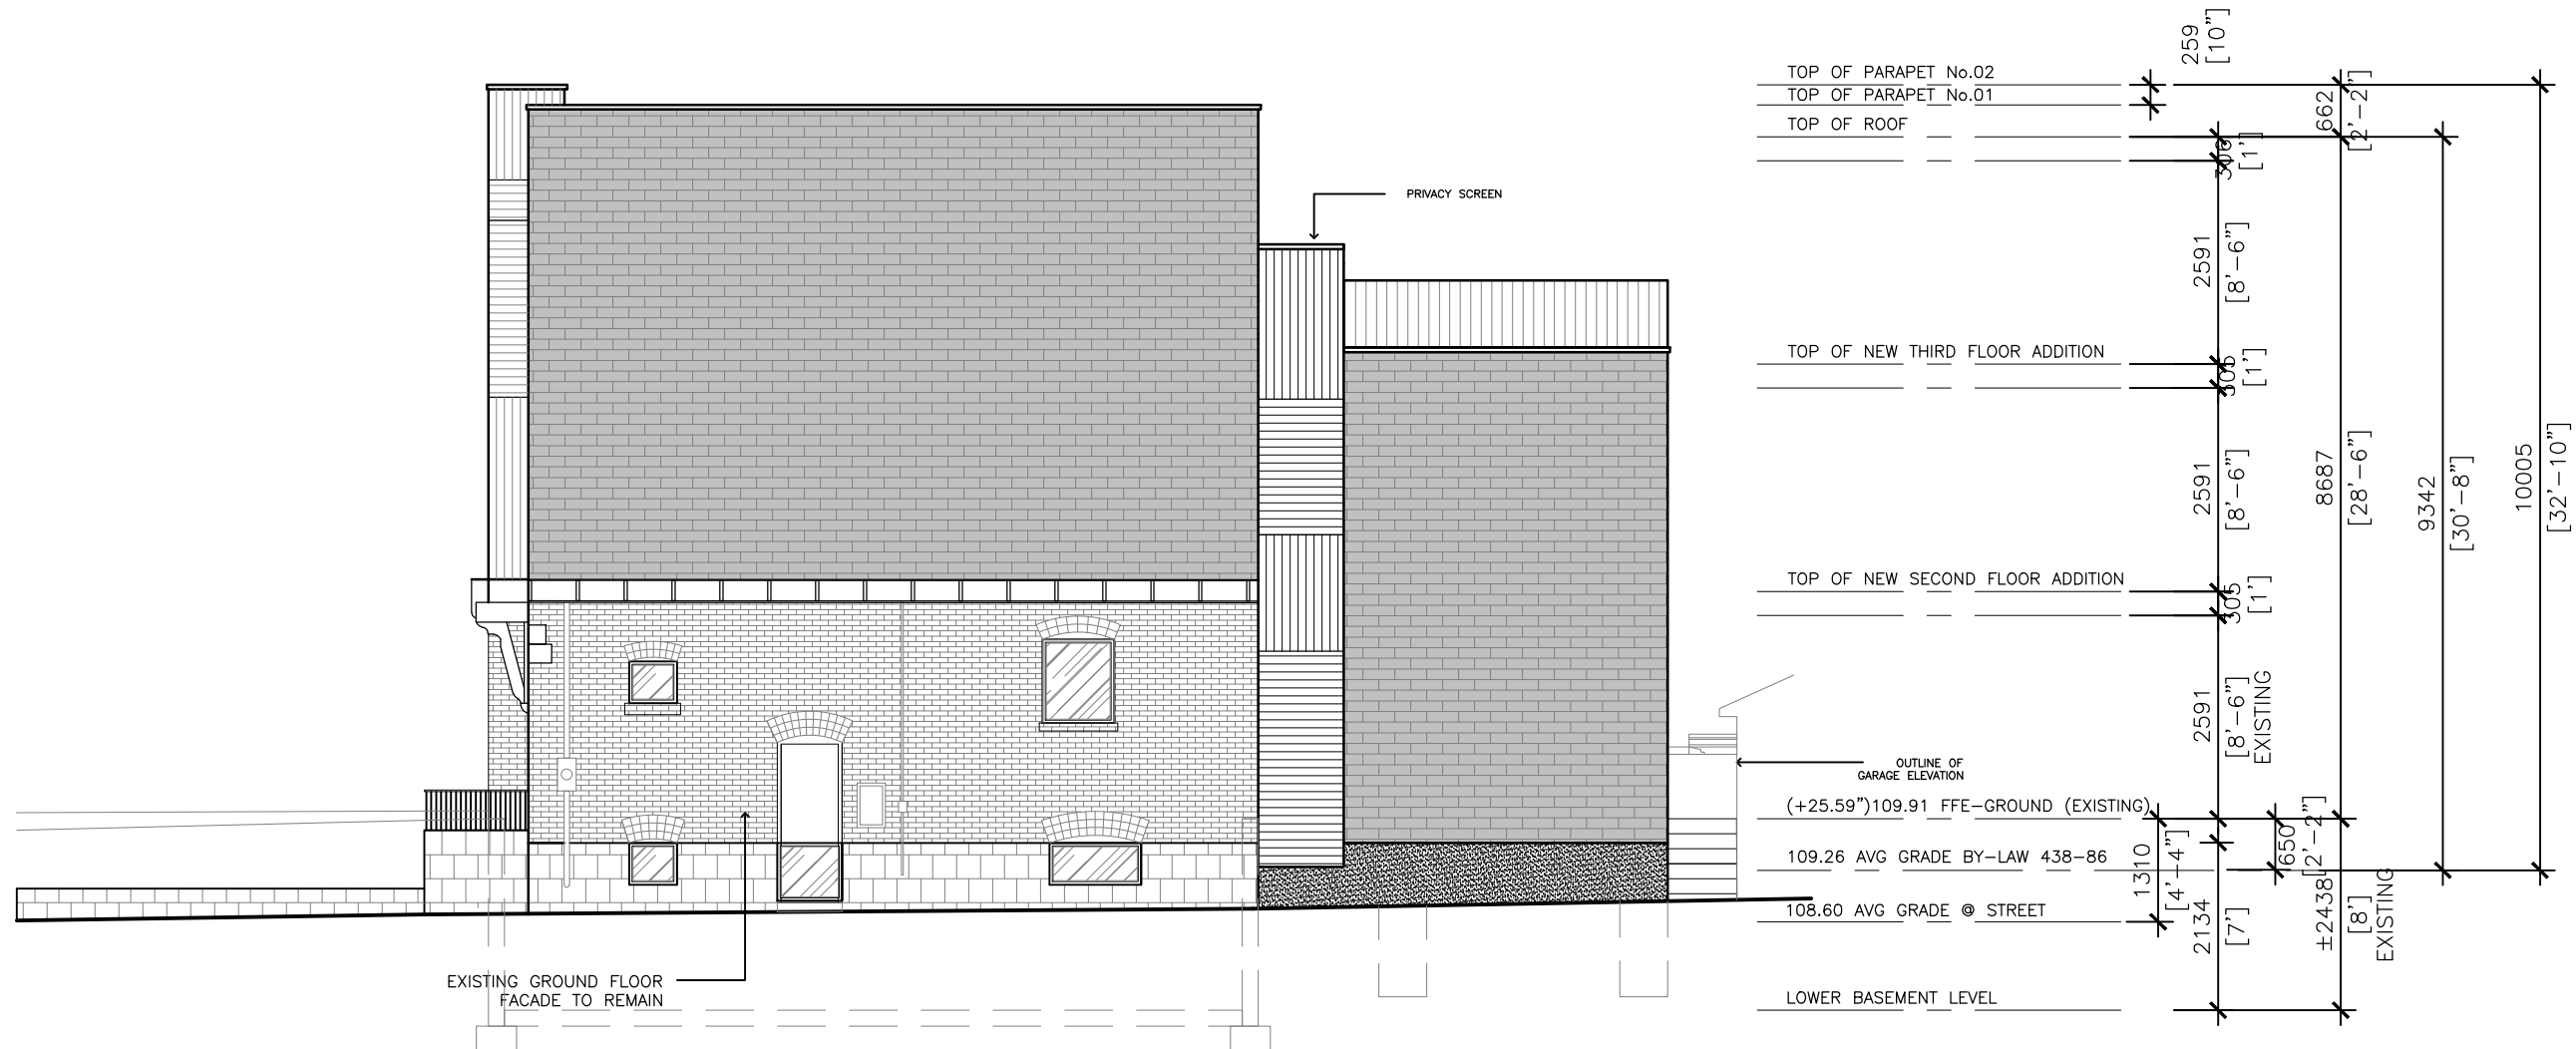 259
[10"]
TOP OF PARAPET No.02
TOP OF PARAPET No.01
TOP OF ROOF
662
[2'-2"]
306
[1']
PRIVACY SCREEN
2591
[8'-6"]
TOP OF NEW THIRD FLOOR ADDITION
305
[1']
2591
[8'-6"]
8687
[28'-6"]
9342
[30'-8"]
10005
[32'-10"]
TOP OF NEW SECOND FLOOR ADDITION
305
[1']
2591
[8'-6"]
EXISTING
OUTLINE OF
GARAGE ELEVATION
(+25.59")109.91 FFE-GROUND (EXISTING)
650
[2'-2"]
109.26 AVG GRADE BY-LAW 438-86
1310
[4'-4"]
108.60 AVG GRADE @ STREET
2134
[7']
±2438
[8']
EXISTING
EXISTING GROUND FLOOR
FACADE TO REMAIN
LOWER BASEMENT LEVEL